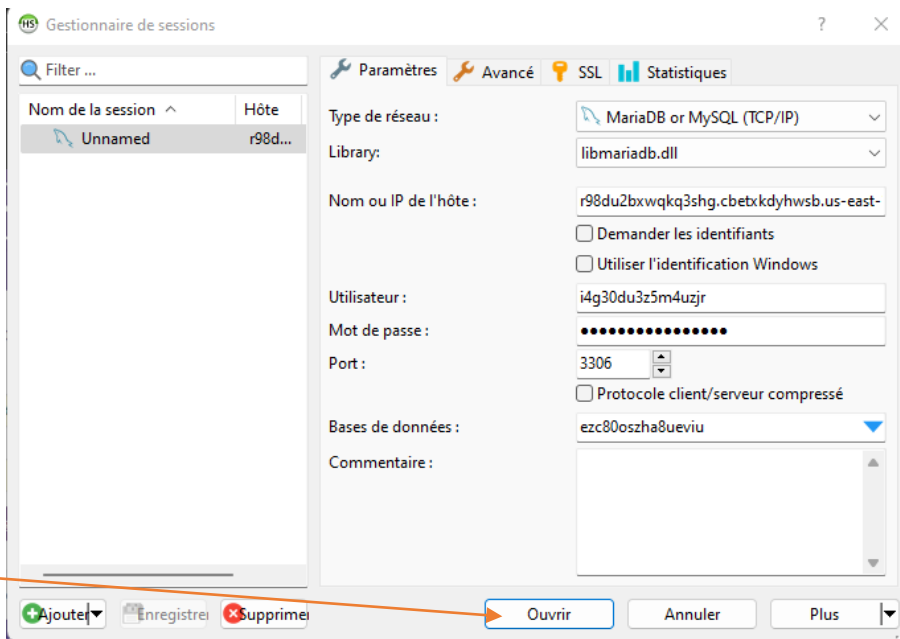 HS Gestionnaire de sessions
Filter ...
Nom de la session Hôte
Unnamed r98d...
Paramètres Avancé SSL Statistiques
Type de réseau : MariaDB or MySQL (TCP/IP)
Library: libmariadb.dll
Nom ou IP de l'hôte : r98du2bxwqkq3shg.cbetxkdyhwsb.us-east-
Demander les identifiants
Utiliser l'identification Windows
Utilisateur : i4g30du3z5m4uzjr
Mot de passe : ●●●●●●●●●●●●●●●●
Port : 3306
Protocole client/serveur compressé
Bases de données : ezc80oszha8ueviu
Commentaire :
Ajouter Enregistrer Supprimer Ouvrir Annuler Plus